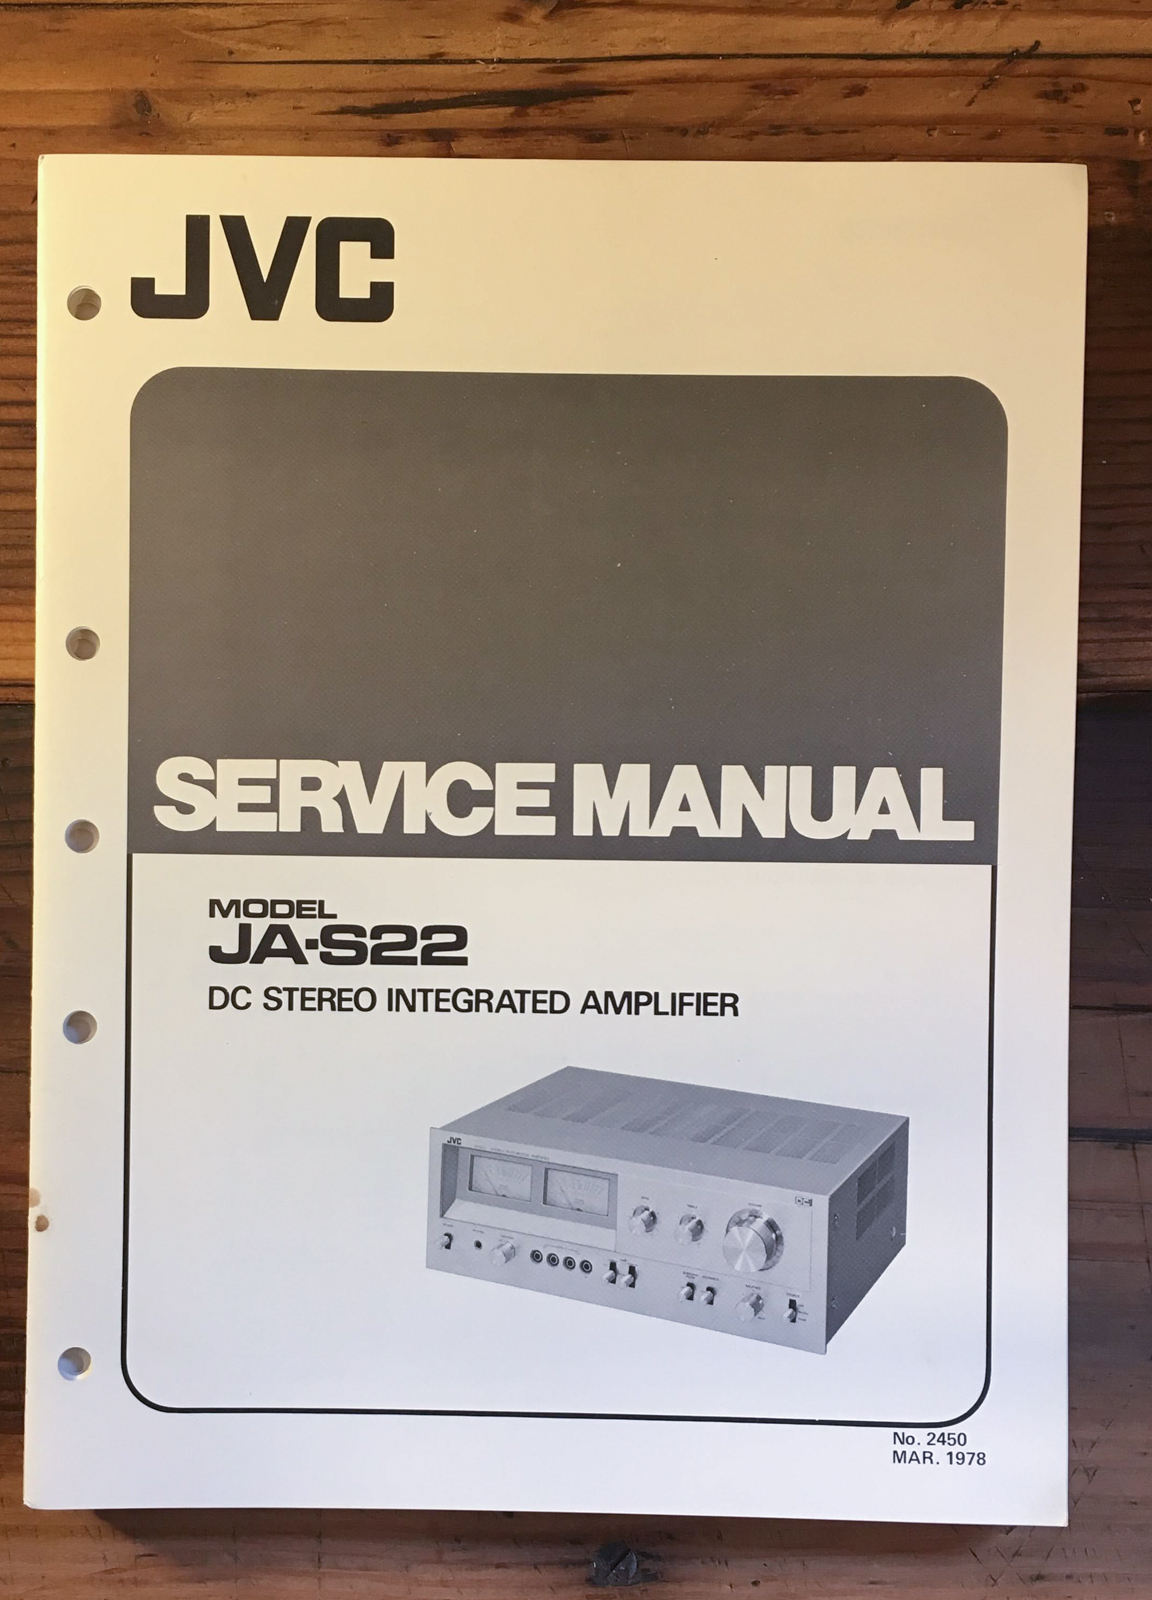 JVC
SERVICE MANUAL
MODEL
JA-S22
DC STEREO INTEGRATED AMPLIFIER
JVC
DC
No. 2450
MAR. 1978